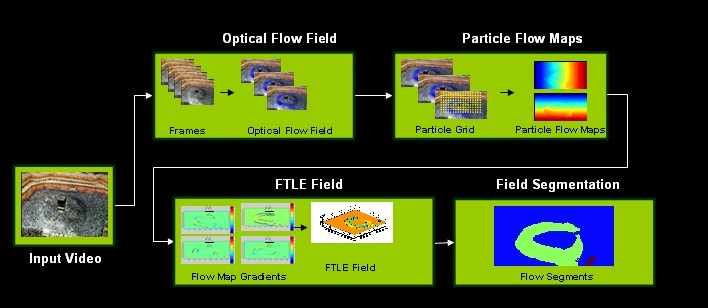 Optical Flow Field
Particle Flow Maps
Frames
Optical Flow Field
Particle Grid
Particle Flow Maps
Input Video
FTLE Field
Field Segmentation
Flow Map Gradients
FTLE Field
Flow Segments